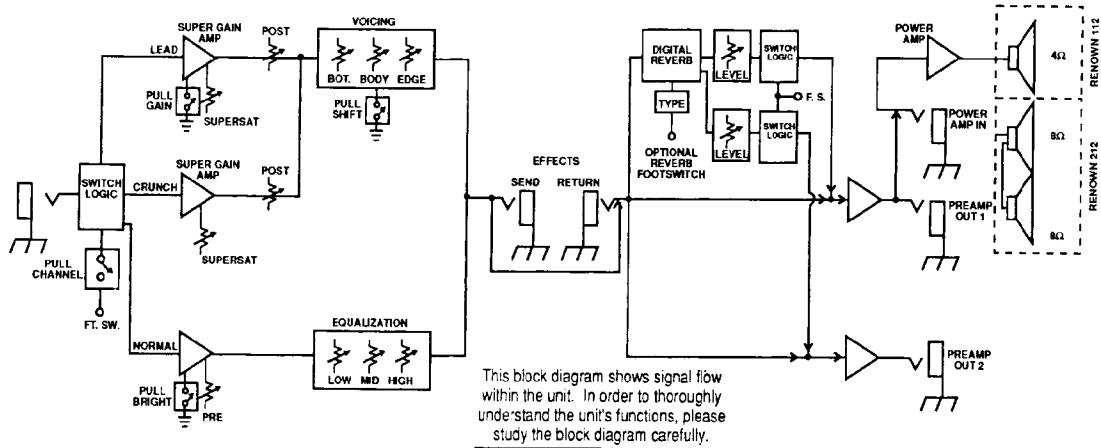 SUPER GAIN
AMP
LEAD
POST
PULL
GAIN
SUPERSAT
VOICING
BOT. BODY EDGE
PULL
SHIFT
SWITCH
LOGIC
CRUNCH
SUPER GAIN
AMP
POST
SUPERSAT
PULL
CHANNEL
FT. SW.
NORMAL
PULL
BRIGHT
PRE
EQUALIZATION
LOW MID HIGH
EFFECTS
SEND RETURN
DIGITAL
REVERB
TYPE
OPTIONAL
REVERB
FOOTSWITCH
LEVEL
SWITCH
LOGIC
F. S.
LEVEL
SWITCH
LOGIC
POWER
AMP
POWER
AMP IN
PREAMP
OUT 1
PREAMP
OUT 2
4Ω
RENOWN 112
8Ω
8Ω
RENOWN 212
This block diagram shows signal flow
within the unit. In order to thoroughly
understand the unit's functions, please
study the block diagram carefully.